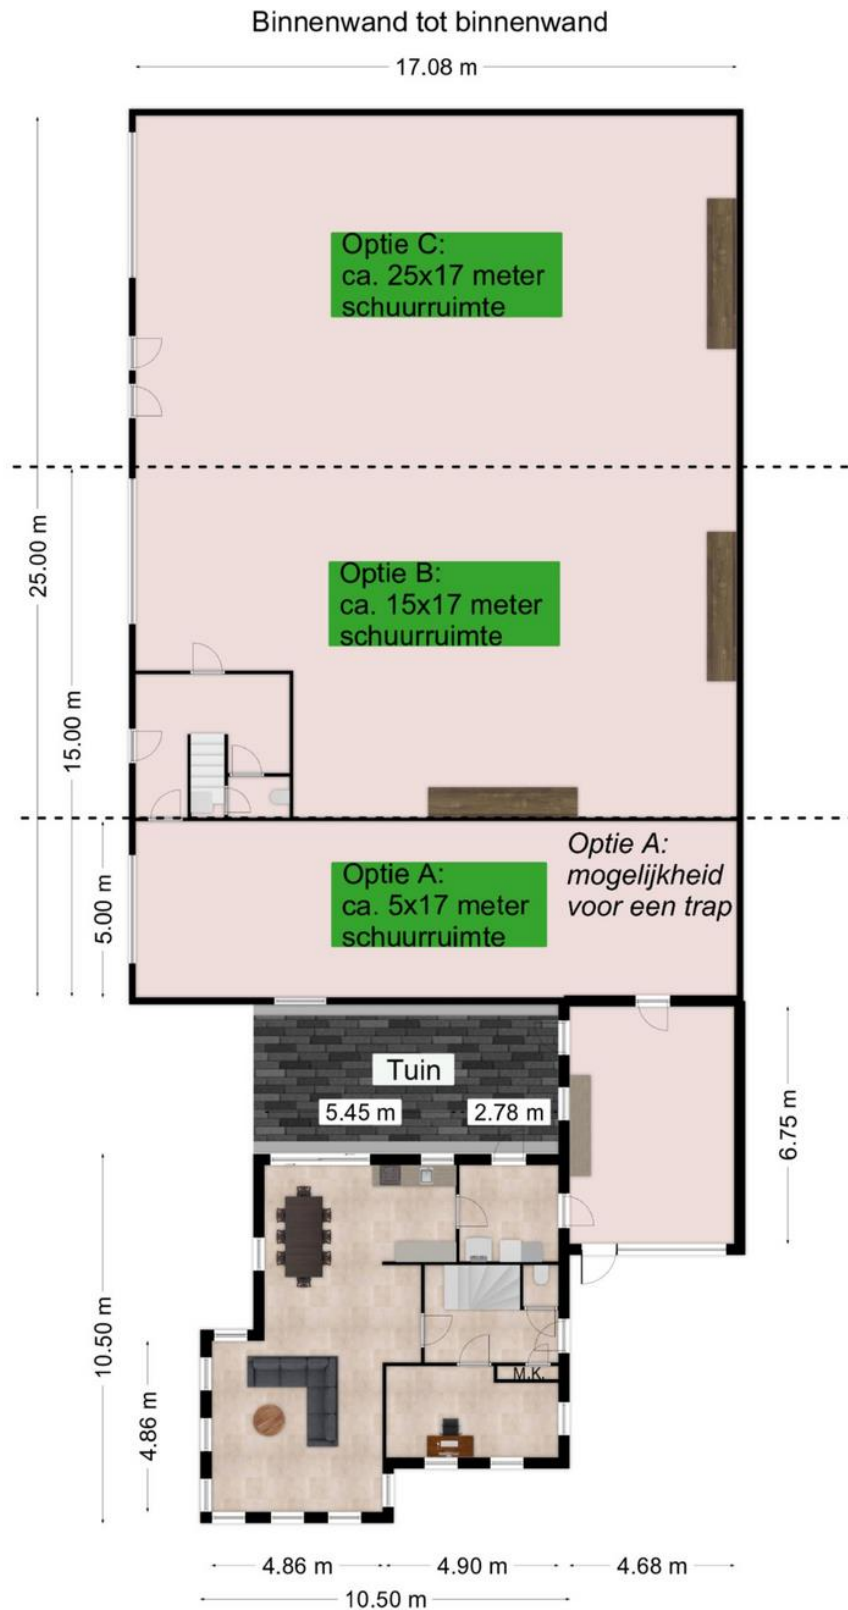 Binnenwand tot binnenwand
17.08 m
Optie C:
ca. 25x17 meter
schuurruimte
25.00 m
Optie B:
ca. 15x17 meter
schuurruimte
15.00 m
Optie A:
mogelijkheid
voor een trap
Optie A:
ca. 5x17 meter
schuurruimte
5.00 m
Tuin
5.45 m
2.78 m
6.75 m
10.50 m
4.86 m
M.K.
4.86 m
4.90 m
4.68 m
10.50 m